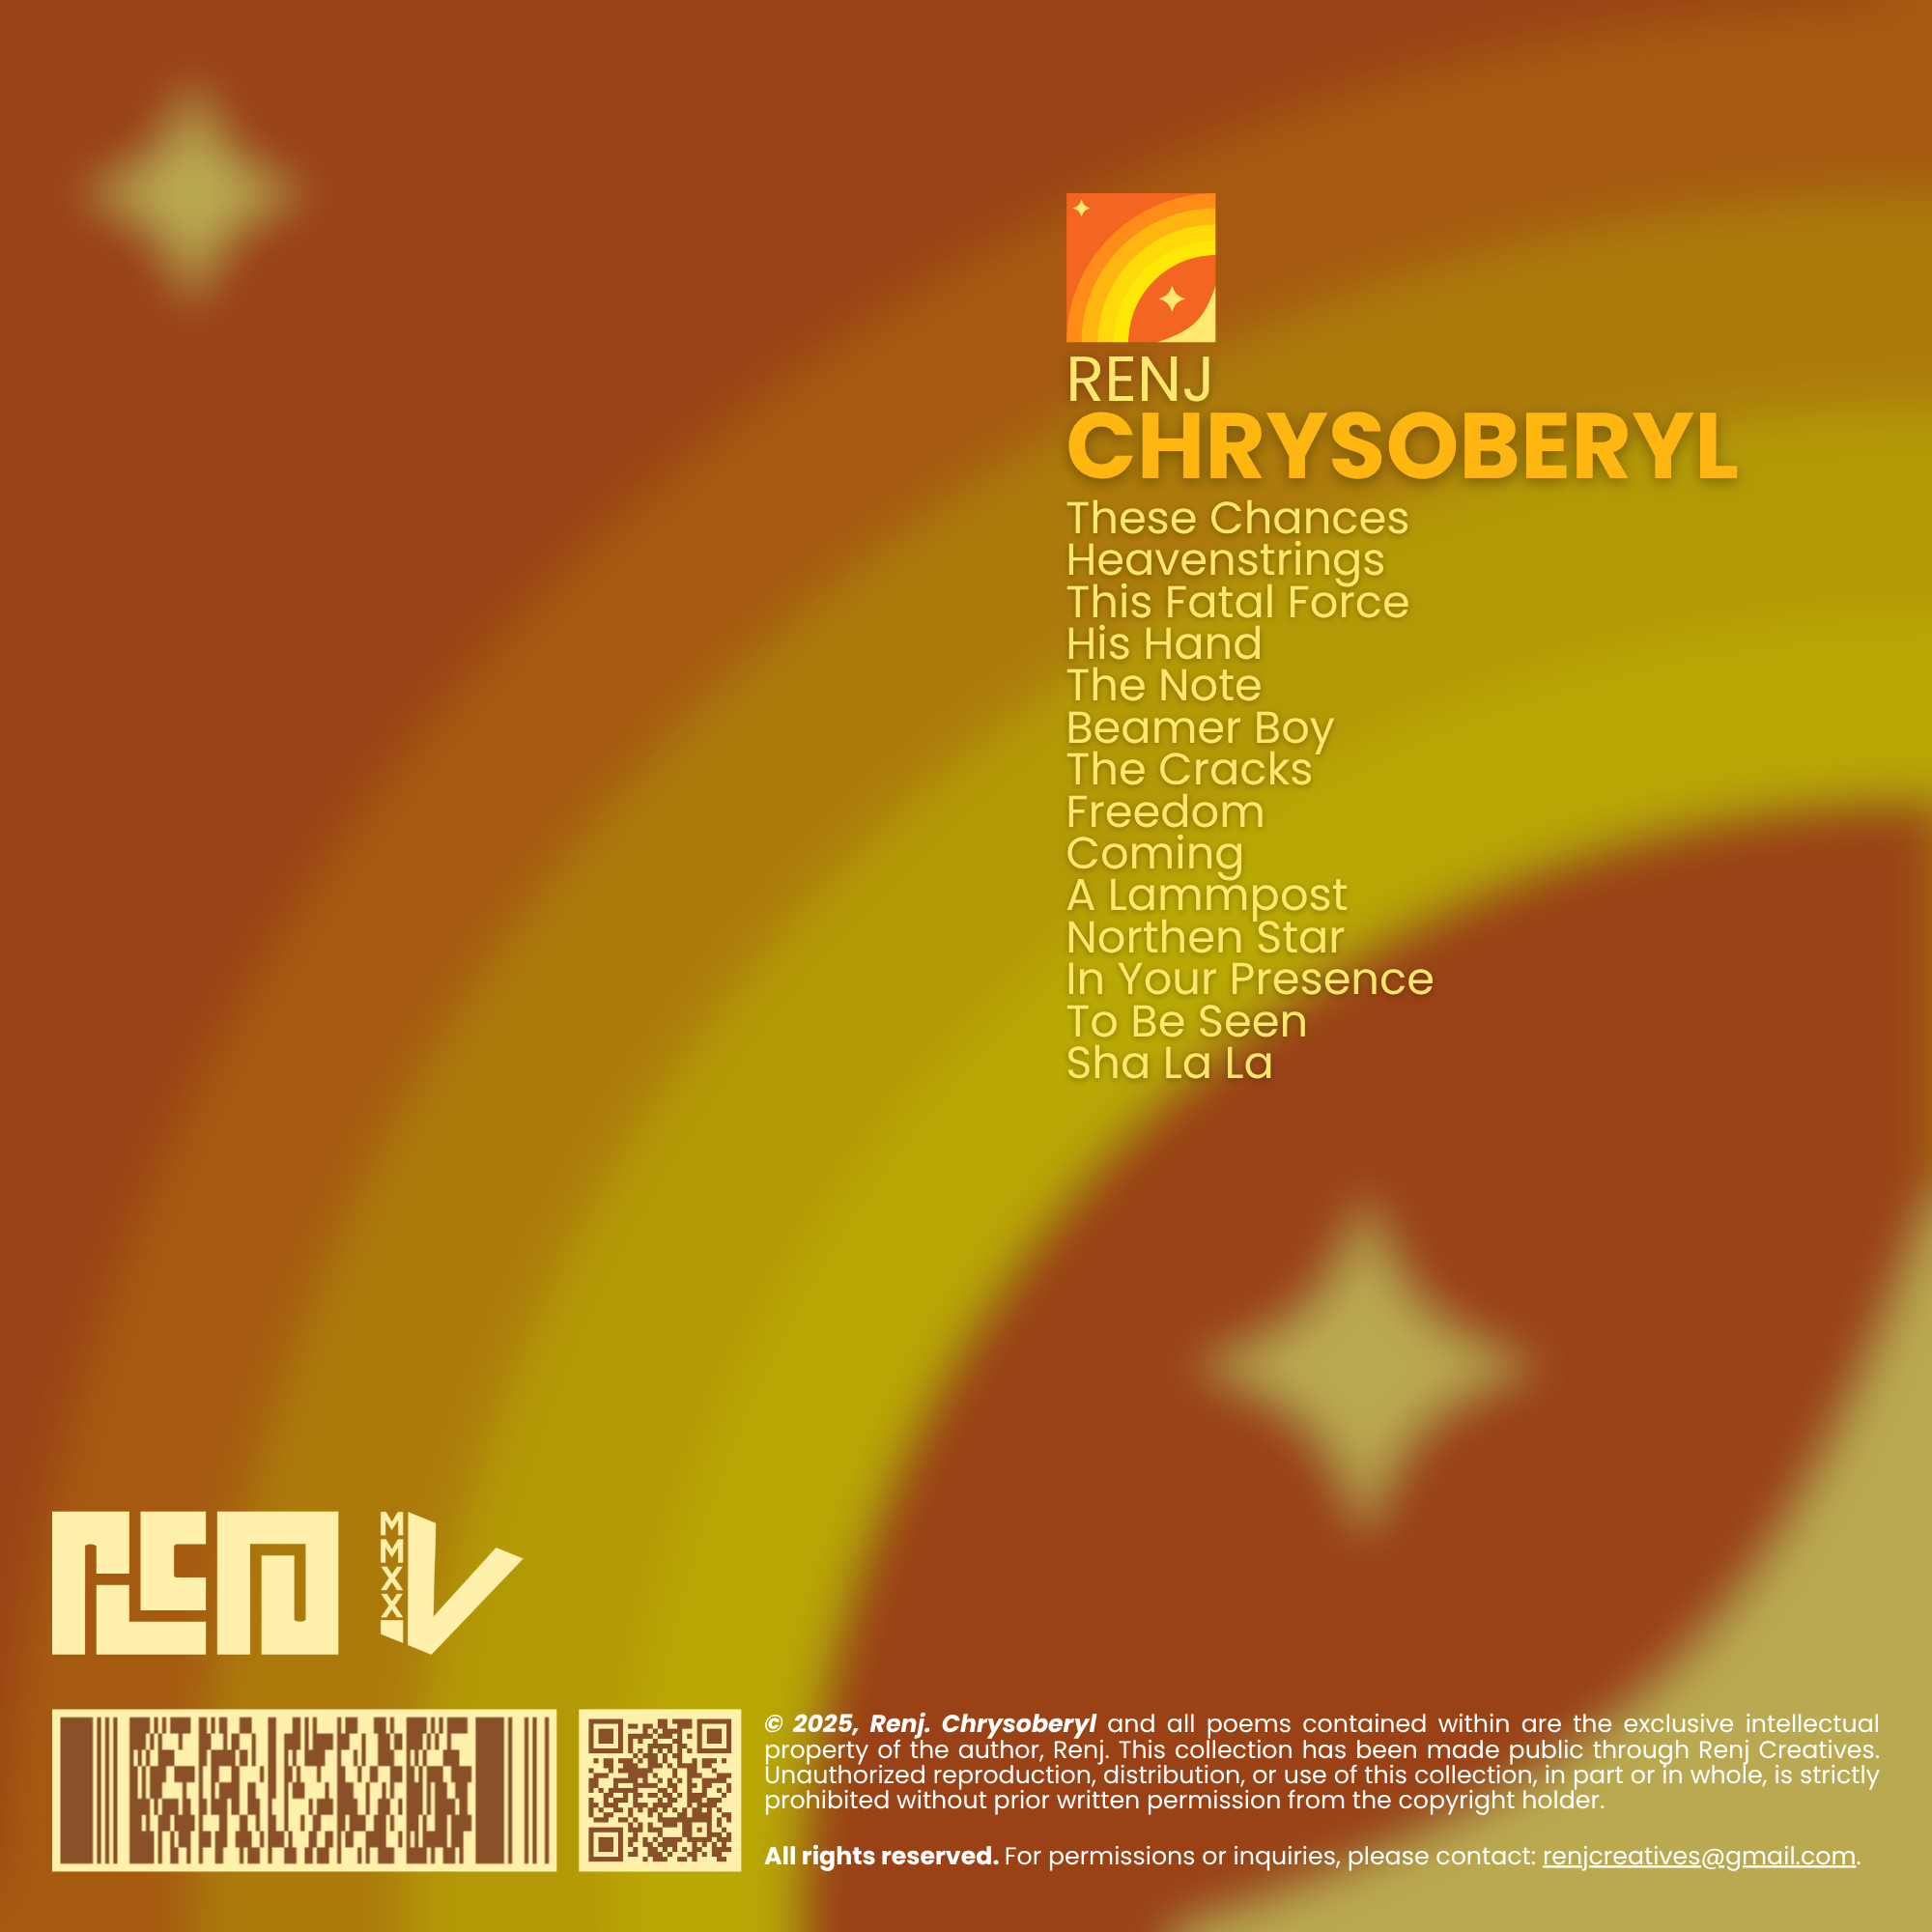 RENJ
CHRYSOBERYL
These Chances
Heavenstrings
This Fatal Force
His Hand
The Note
Beamer Boy
The Cracks
Freedom
Coming
A Lammpost
Northen Star
In Your Presence
To Be Seen
Sha La La
MMXXV
© 2025, Renj. Chrysoberyl and all poems contained within are the exclusive intellectual
property of the author, Renj. This collection has been made public through Renj Creatives.
Unauthorized reproduction, distribution, or use of this collection, in part or in whole, is strictly
prohibited without prior written permission from the copyright holder.
All rights reserved. For permissions or inquiries, please contact: renjcreatives@gmail.com.